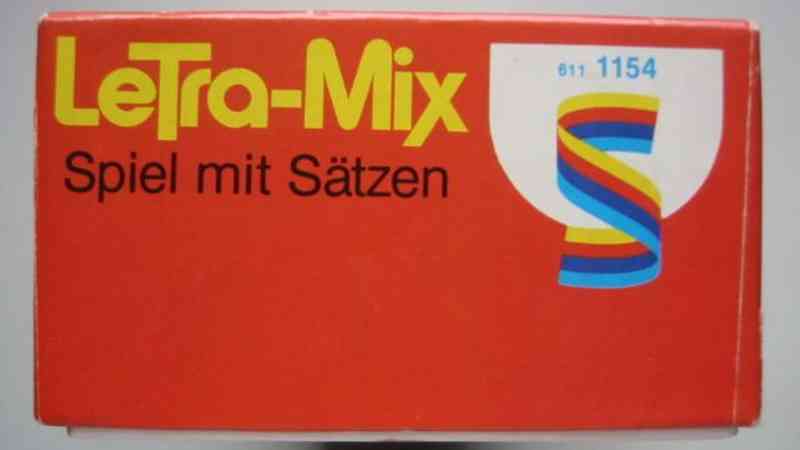 LeTra-Mix
Spiel mit Sätzen
611 1154